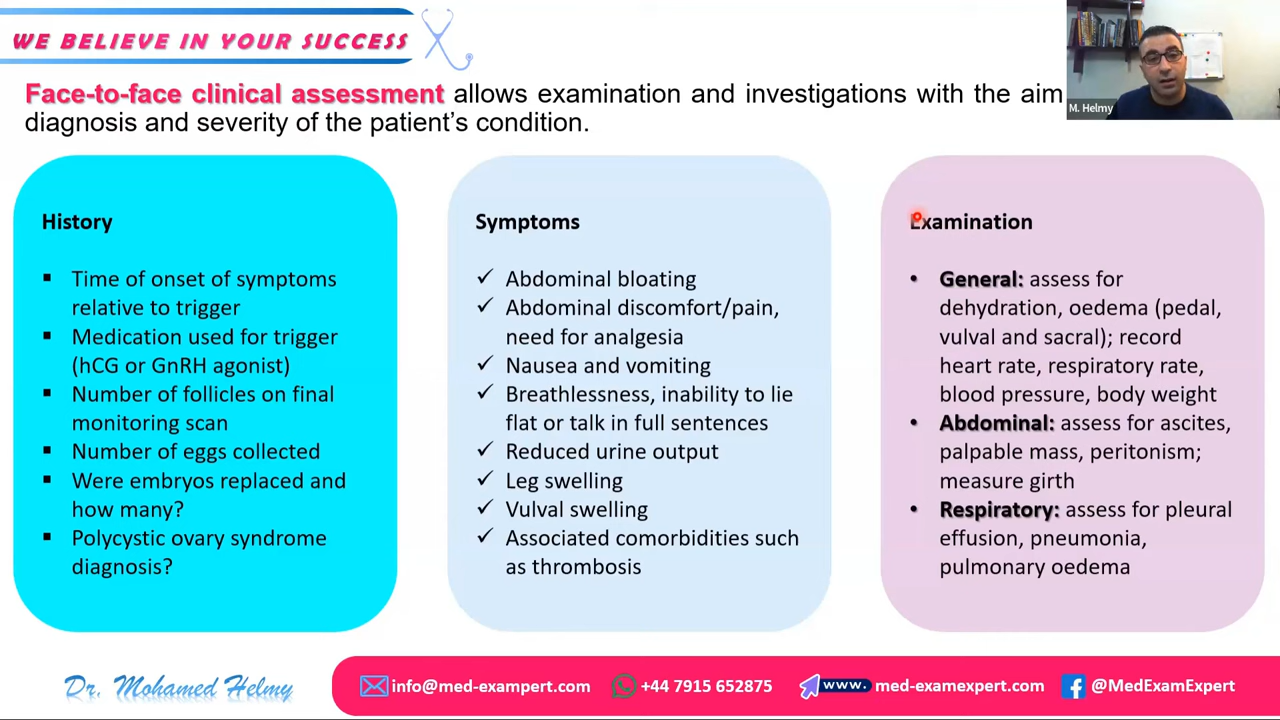 WE BELIEVE IN YOUR SUCCESS
M. Helmy
Face-to-face clinical assessment allows examination and investigations with the aim
diagnosis and severity of the patient's condition.
History
▪ Time of onset of symptoms
relative to trigger
▪ Medication used for trigger
(hCG or GnRH agonist)
▪ Number of follicles on final
monitoring scan
▪ Number of eggs collected
▪ Were embryos replaced and
how many?
▪ Polycystic ovary syndrome
diagnosis?
Symptoms
✓ Abdominal bloating
✓ Abdominal discomfort/pain,
need for analgesia
✓ Nausea and vomiting
✓ Breathlessness, inability to lie
flat or talk in full sentences
✓ Reduced urine output
✓ Leg swelling
✓ Vulval swelling
✓ Associated comorbidities such
as thrombosis
Examination
• General: assess for
dehydration, oedema (pedal,
vulval and sacral); record
heart rate, respiratory rate,
blood pressure, body weight
• Abdominal: assess for ascites,
palpable mass, peritonism;
measure girth
• Respiratory: assess for pleural
effusion, pneumonia,
pulmonary oedema
Dr. Mohamed Helmy
info@med-exampert.com
+44 7915 652875
www. med-examexpert.com
@MedExamExpert